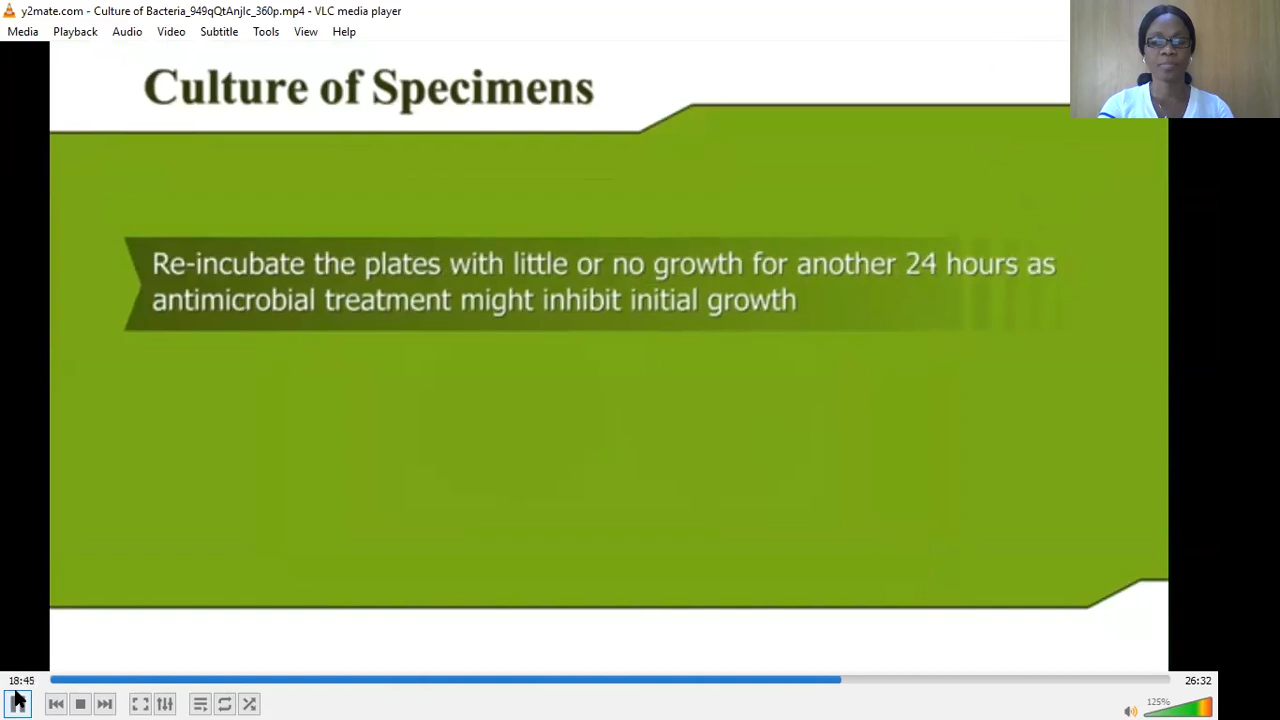 y2mate.com - Culture of Bacteria_949qQtAnjIc_360p.mp4 - VLC media player
Media Playback Audio Video Subtitle Tools View Help
Culture of Specimens
Re-incubate the plates with little or no growth for another 24 hours as
antimicrobial treatment might inhibit initial growth
18:45
26:32
125%